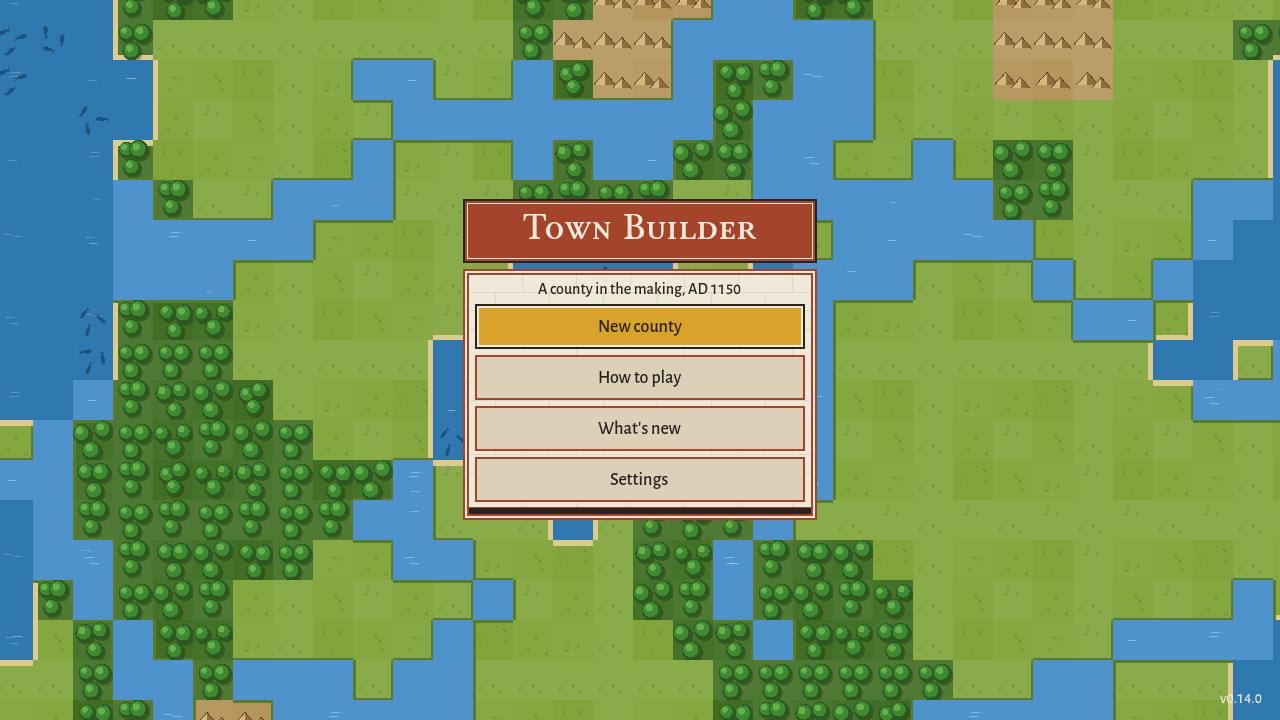 Town Builder
A county in the making, AD 1150
New county
How to play
What's new
Settings
v0.14.0